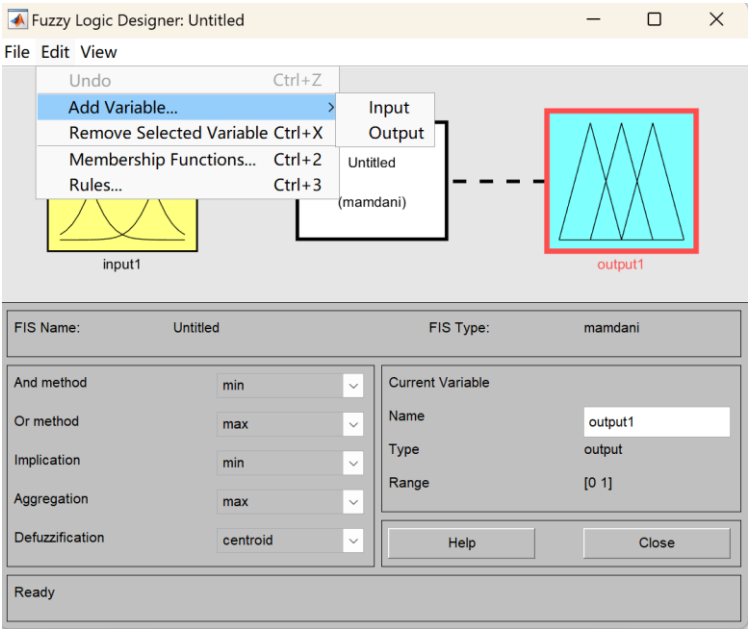 Fuzzy Logic Designer: Untitled
File Edit View
Undo Ctrl+Z
Add Variable... >
Input
Remove Selected Variable Ctrl+X
Output
Membership Functions... Ctrl+2
Untitled
Rules... Ctrl+3
(mamdani)
input1
output1
FIS Name: Untitled FIS Type: mamdani
And method min
Or method max
Implication min
Aggregation max
Defuzzification centroid
Current Variable
Name output1
Type output
Range [0 1]
Help Close
Ready